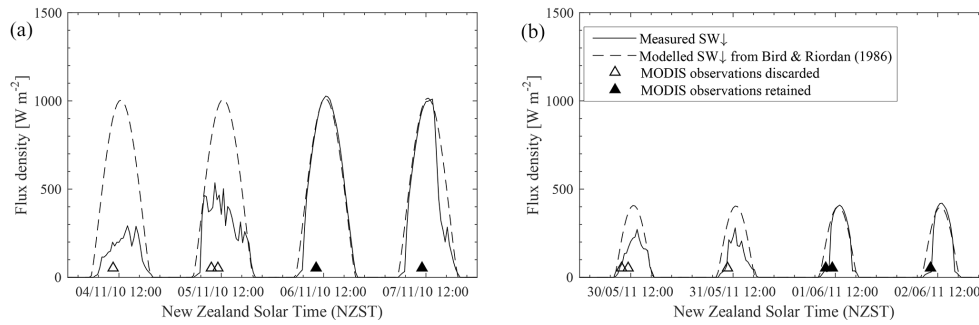 (a)
1500
1000
500
0
Flux density [W m-2]
04/11/10 12:00 05/11/10 12:00 06/11/10 12:00 07/11/10 12:00
New Zealand Solar Time (NZST)
(b)
1500
1000
500
0
Flux density [W m-2]
Measured SW↓
Modelled SW↓ from Bird & Riordan (1986)
MODIS observations discarded
MODIS observations retained
30/05/11 12:00 31/05/11 12:00 01/06/11 12:00 02/06/11 12:00
New Zealand Solar Time (NZST)